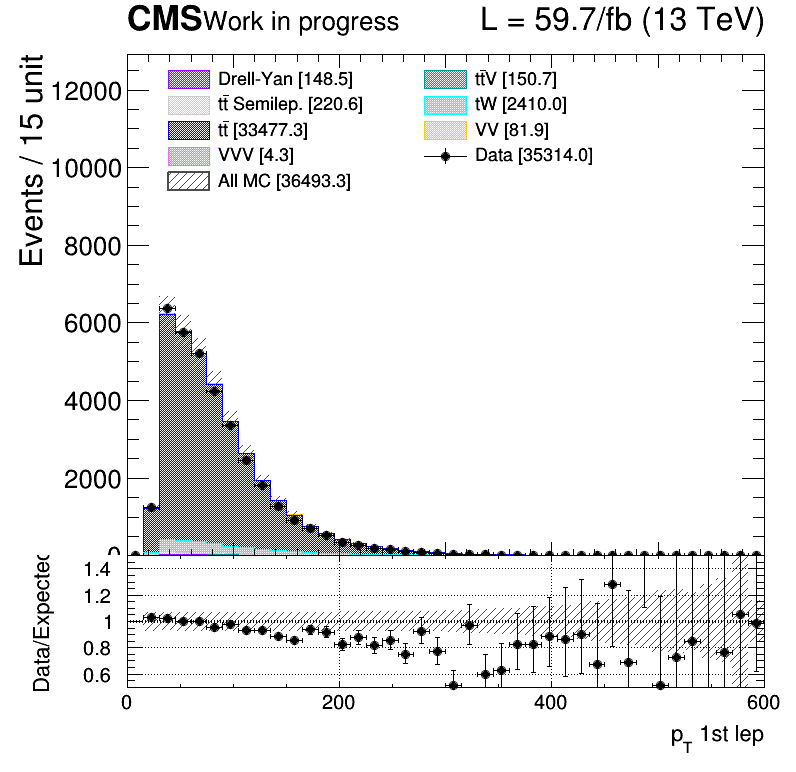 CMS Work in progress L = 59.7/fb (13 TeV)
Events / 15 unit
12000
10000
8000
6000
4000
2000
0
Drell-Yan [148.5]
tt̄ Semilep. [220.6]
tt̄ [33477.3]
VVV [4.3]
All MC [36493.3]
tt̄V [150.7]
tW [2410.0]
VV [81.9]
Data [35314.0]
Data/Expected
1.4
1.2
1
0.8
0.6
0 200 400 600
p_T 1st lep